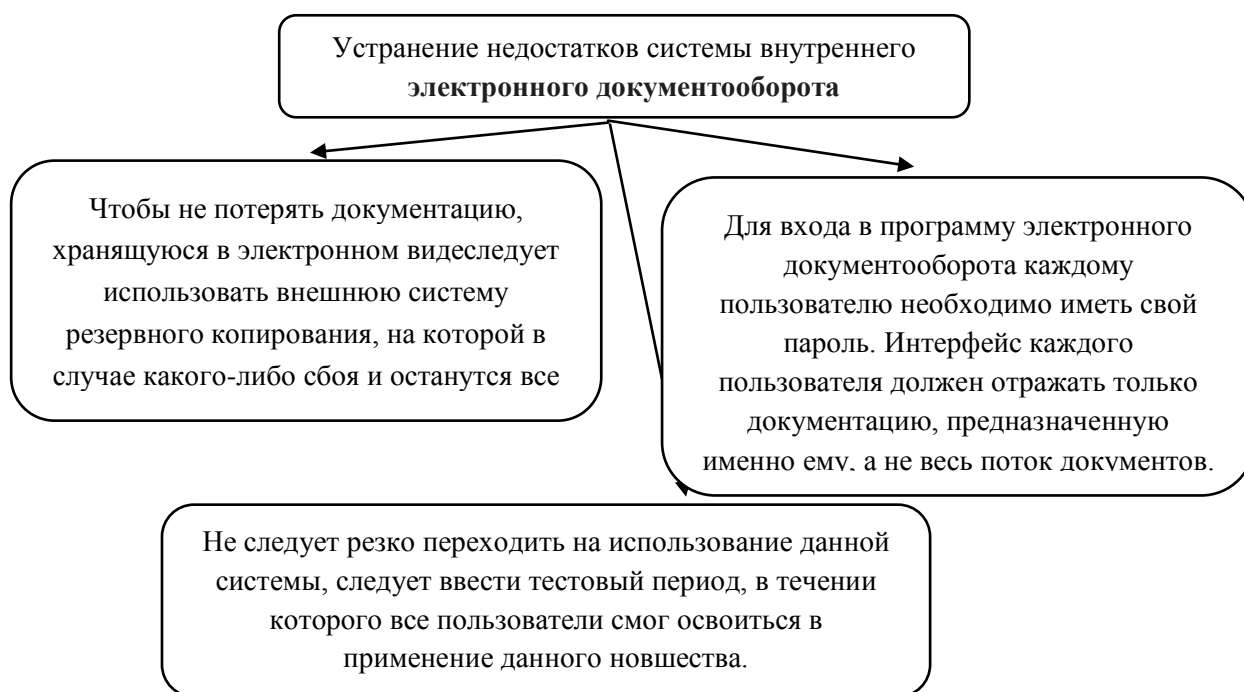 Устранение недостатков системы внутреннего
электронного документооборота
Чтобы не потерять документацию,
хранящуюся в электронном видеследует
использовать внешнюю систему
резервного копирования, на которой в
случае какого-либо сбоя и останутся все
Для входа в программу электронного
документооборота каждому
пользователю необходимо иметь свой
пароль. Интерфейс каждого
пользователя должен отражать только
документацию, предназначенную
именно ему, а не весь поток документов.
Не следует резко переходить на использование данной
системы, следует ввести тестовый период, в течении
которого все пользователи смог освоиться в
применение данного новшества.